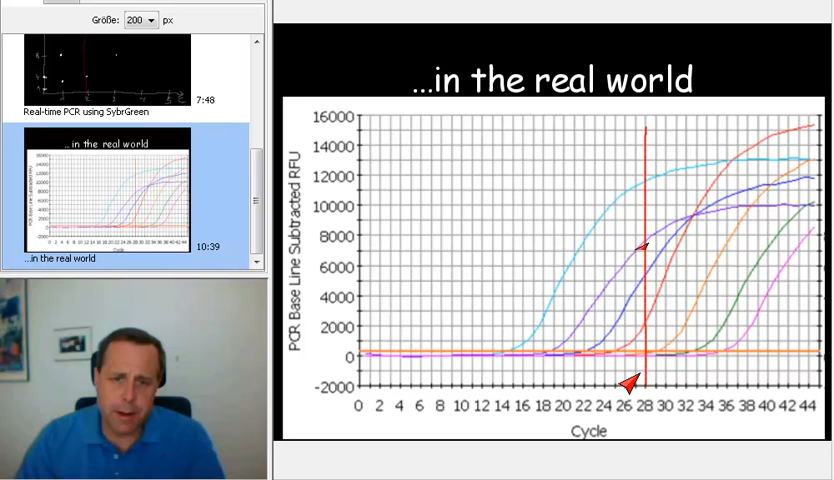 Größe: 200 px
7:48
Real-time PCR using SybrGreen
... in the real world
10:39
...in the real world
...in the real world
PCR Base Line Subtracted RFU
16000
14000
12000
10000
8000
6000
4000
2000
0
-2000
0 2 4 6 8 10 12 14 16 18 20 22 24 26 28 30 32 34 36 38 40 42 44
Cycle